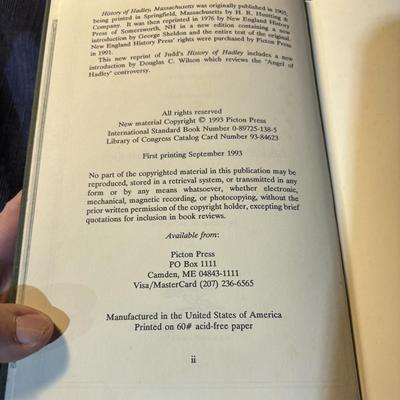 History of Hadley, Massachusetts was originally published in 1905,
being printed in Springfield, Massachusetts by H. R. Huntting &
Company. It was then reprinted in 1976 by New England History
Press of Somersworth, NH in a new edition containing a new
introduction by George Sheldon and the entire text of the original.
New England History Press' rights were purchased by Picton Press
in 1991.
This new reprint of Judd's History of Hadley includes a new
introduction by Douglas C. Wilson which reviews the "Angel of
Hadley" controversy.
All rights reserved
New material Copyright © 1993 Picton Press
International Standard Book Number 0-89725-138-5
Library of Congress Catalog Card Number 93-84623
First printing September 1993
No part of the copyrighted material in this publication may be
reproduced, stored in a retrieval system, or transmitted in any
form or by any means whatsoever, whether electronic,
mechanical, magnetic recording, or photocopying, without the
prior written permission of the copyright holder, excepting brief
quotations for inclusion in book reviews.
Available from:
Picton Press
PO Box 1111
Camden, ME 04843-1111
Visa/MasterCard (207) 236-6565
Manufactured in the United States of America
Printed on 60# acid-free paper
ii